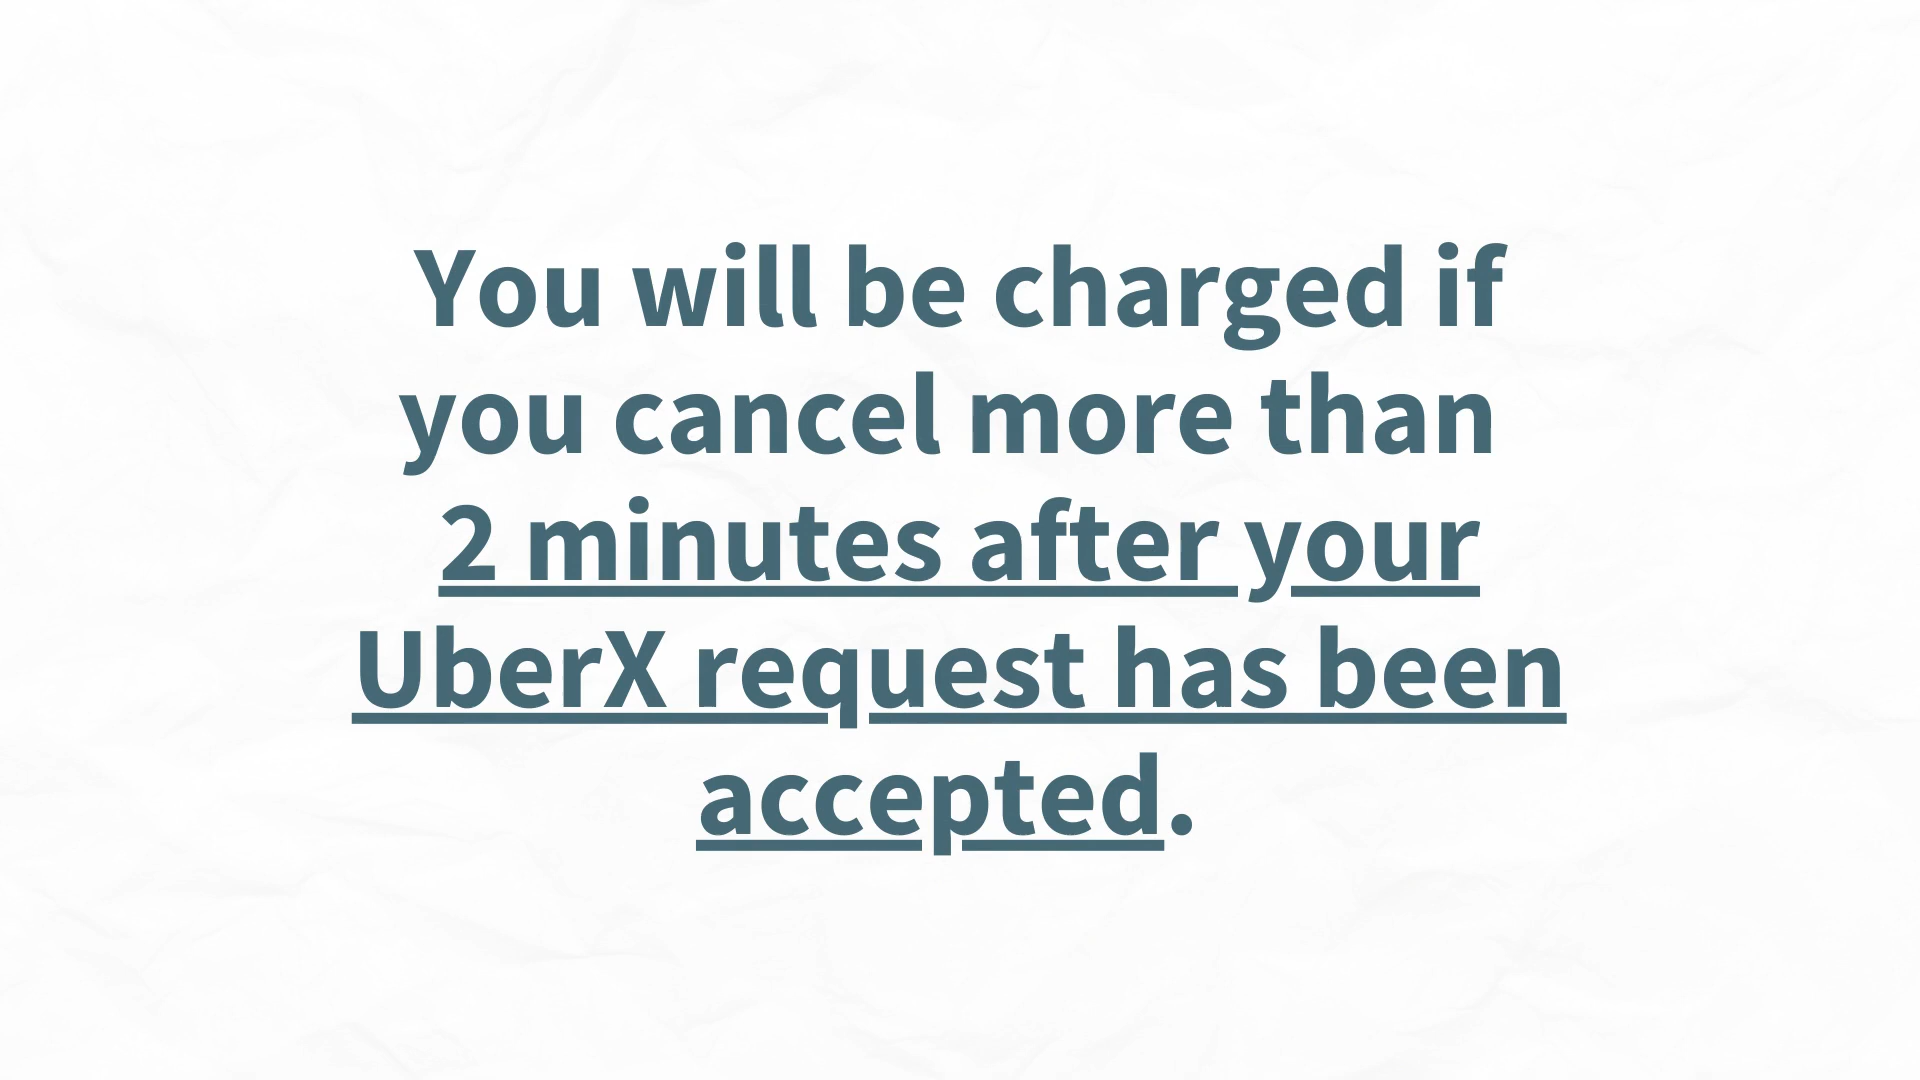 You will be charged if
you cancel more than
2 minutes after your
UberX request has been
accepted.